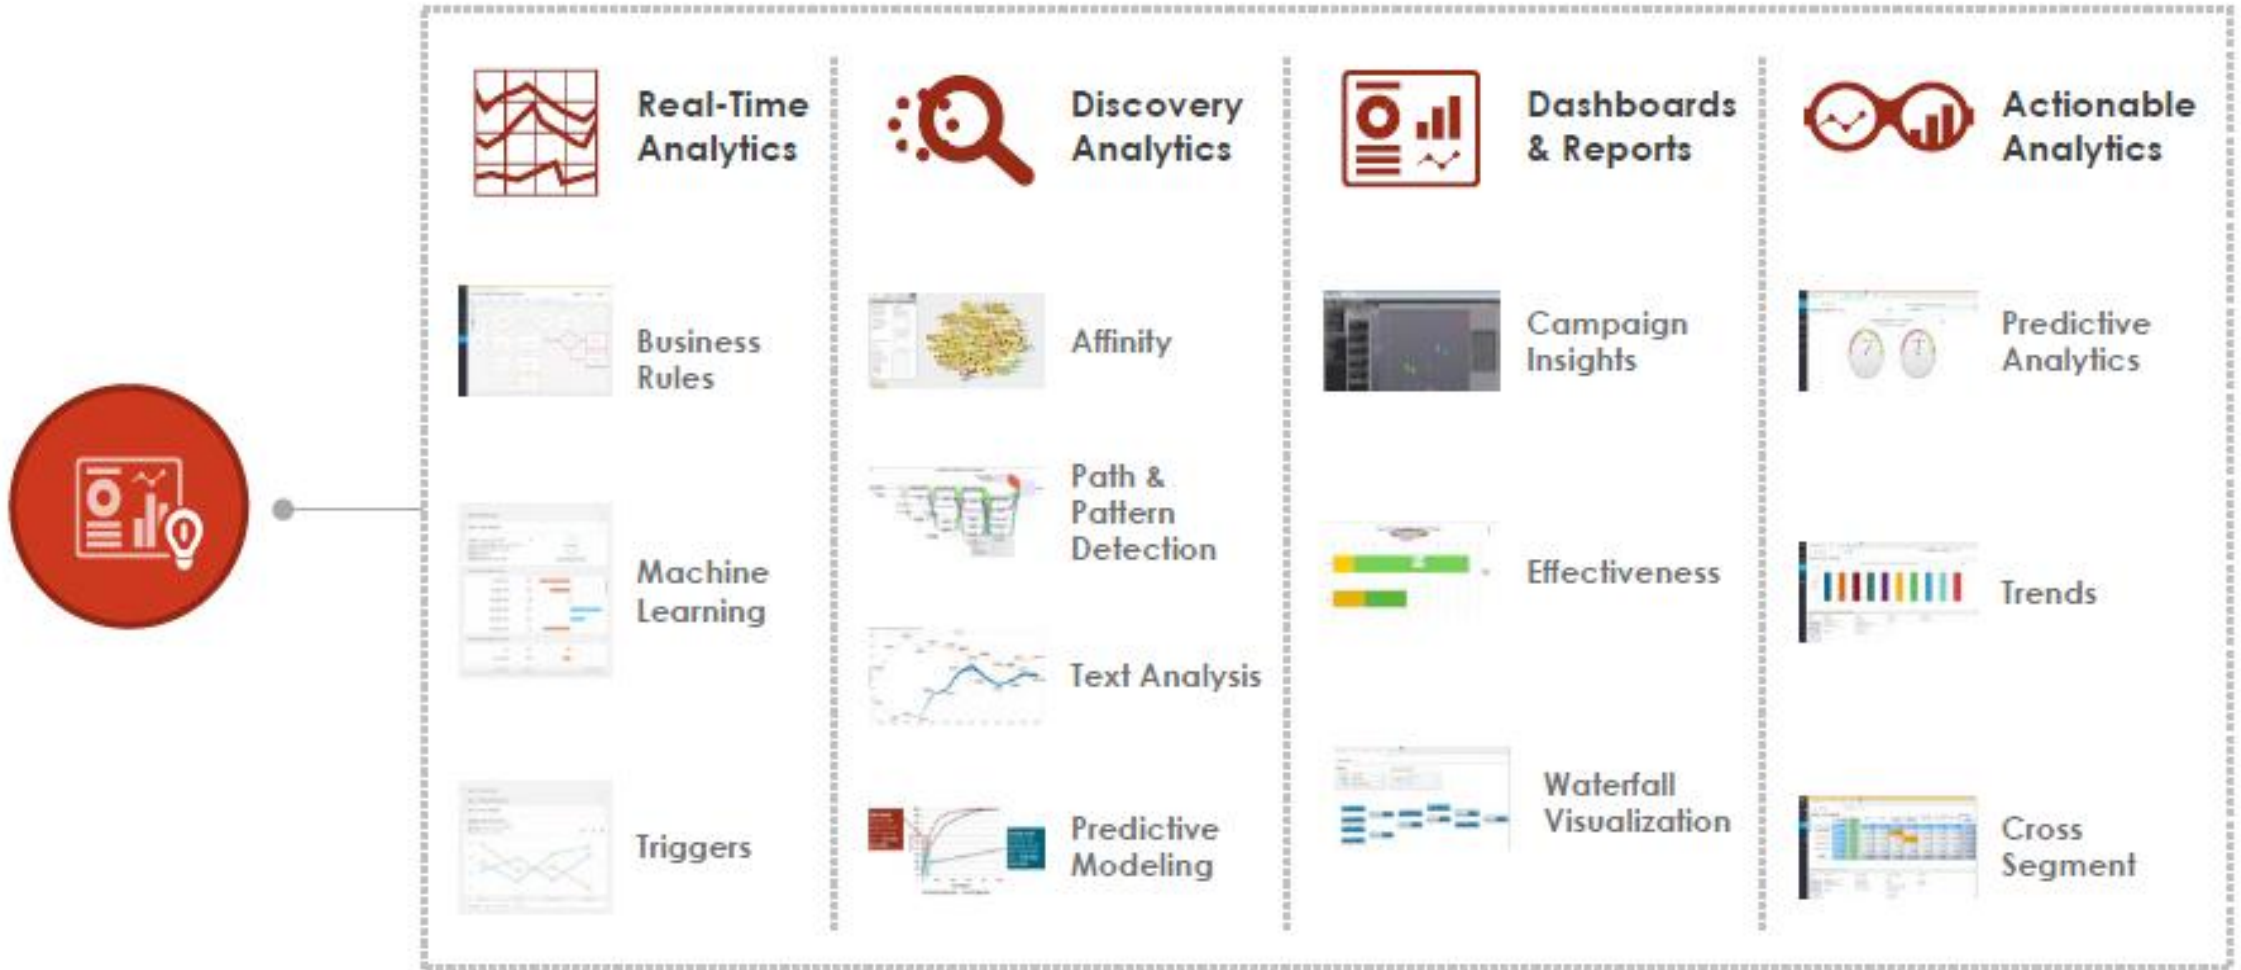 Real-Time
Analytics
Business
Rules
Machine
Learning
Triggers
Discovery
Analytics
Affinity
Path &
Pattern
Detection
Text Analysis
Predictive
Modeling
Dashboards
& Reports
Campaign
Insights
Effectiveness
Waterfall
Visualization
Actionable
Analytics
Predictive
Analytics
Trends
Cross
Segment